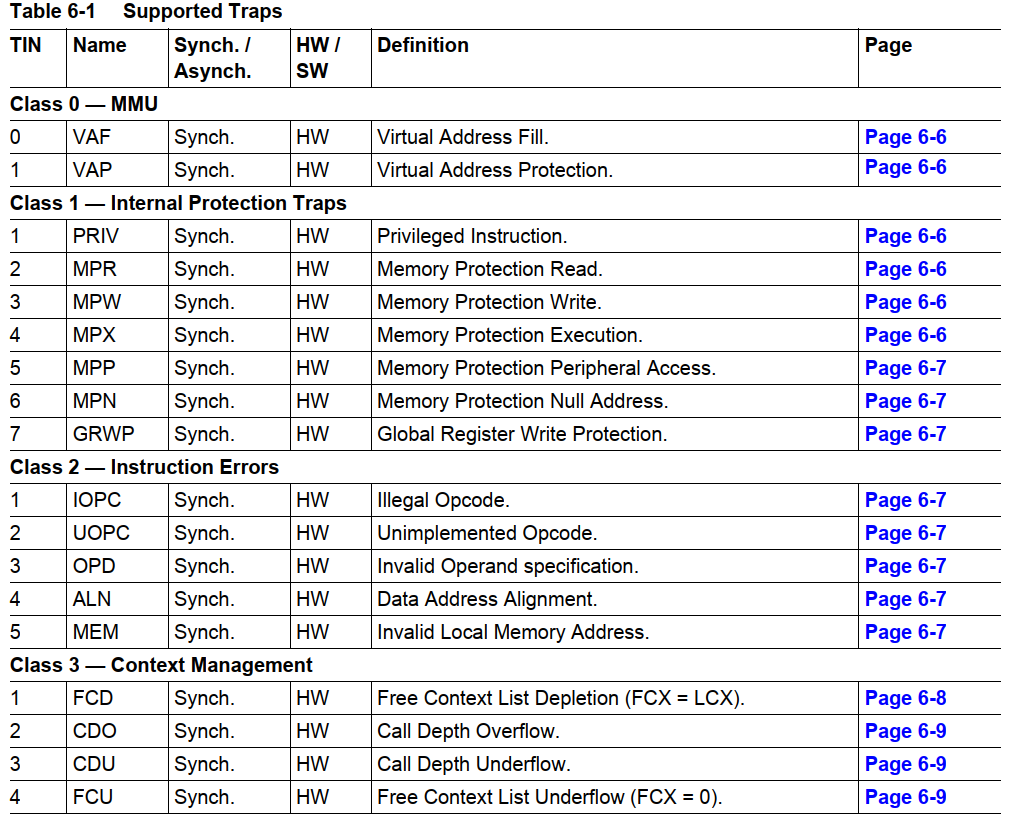 Table 6-1 Supported Traps
TIN Name Synch. / Asynch. HW / SW Definition Page
Class 0 — MMU
0 VAF Synch. HW Virtual Address Fill. Page 6-6
1 VAP Synch. HW Virtual Address Protection. Page 6-6
Class 1 — Internal Protection Traps
1 PRIV Synch. HW Privileged Instruction. Page 6-6
2 MPR Synch. HW Memory Protection Read. Page 6-6
3 MPW Synch. HW Memory Protection Write. Page 6-6
4 MPX Synch. HW Memory Protection Execution. Page 6-6
5 MPP Synch. HW Memory Protection Peripheral Access. Page 6-7
6 MPN Synch. HW Memory Protection Null Address. Page 6-7
7 GRWP Synch. HW Global Register Write Protection. Page 6-7
Class 2 — Instruction Errors
1 IOPC Synch. HW Illegal Opcode. Page 6-7
2 UOPC Synch. HW Unimplemented Opcode. Page 6-7
3 OPD Synch. HW Invalid Operand specification. Page 6-7
4 ALN Synch. HW Data Address Alignment. Page 6-7
5 MEM Synch. HW Invalid Local Memory Address. Page 6-7
Class 3 — Context Management
1 FCD Synch. HW Free Context List Depletion (FCX = LCX). Page 6-8
2 CDO Synch. HW Call Depth Overflow. Page 6-9
3 CDU Synch. HW Call Depth Underflow. Page 6-9
4 FCU Synch. HW Free Context List Underflow (FCX = 0). Page 6-9